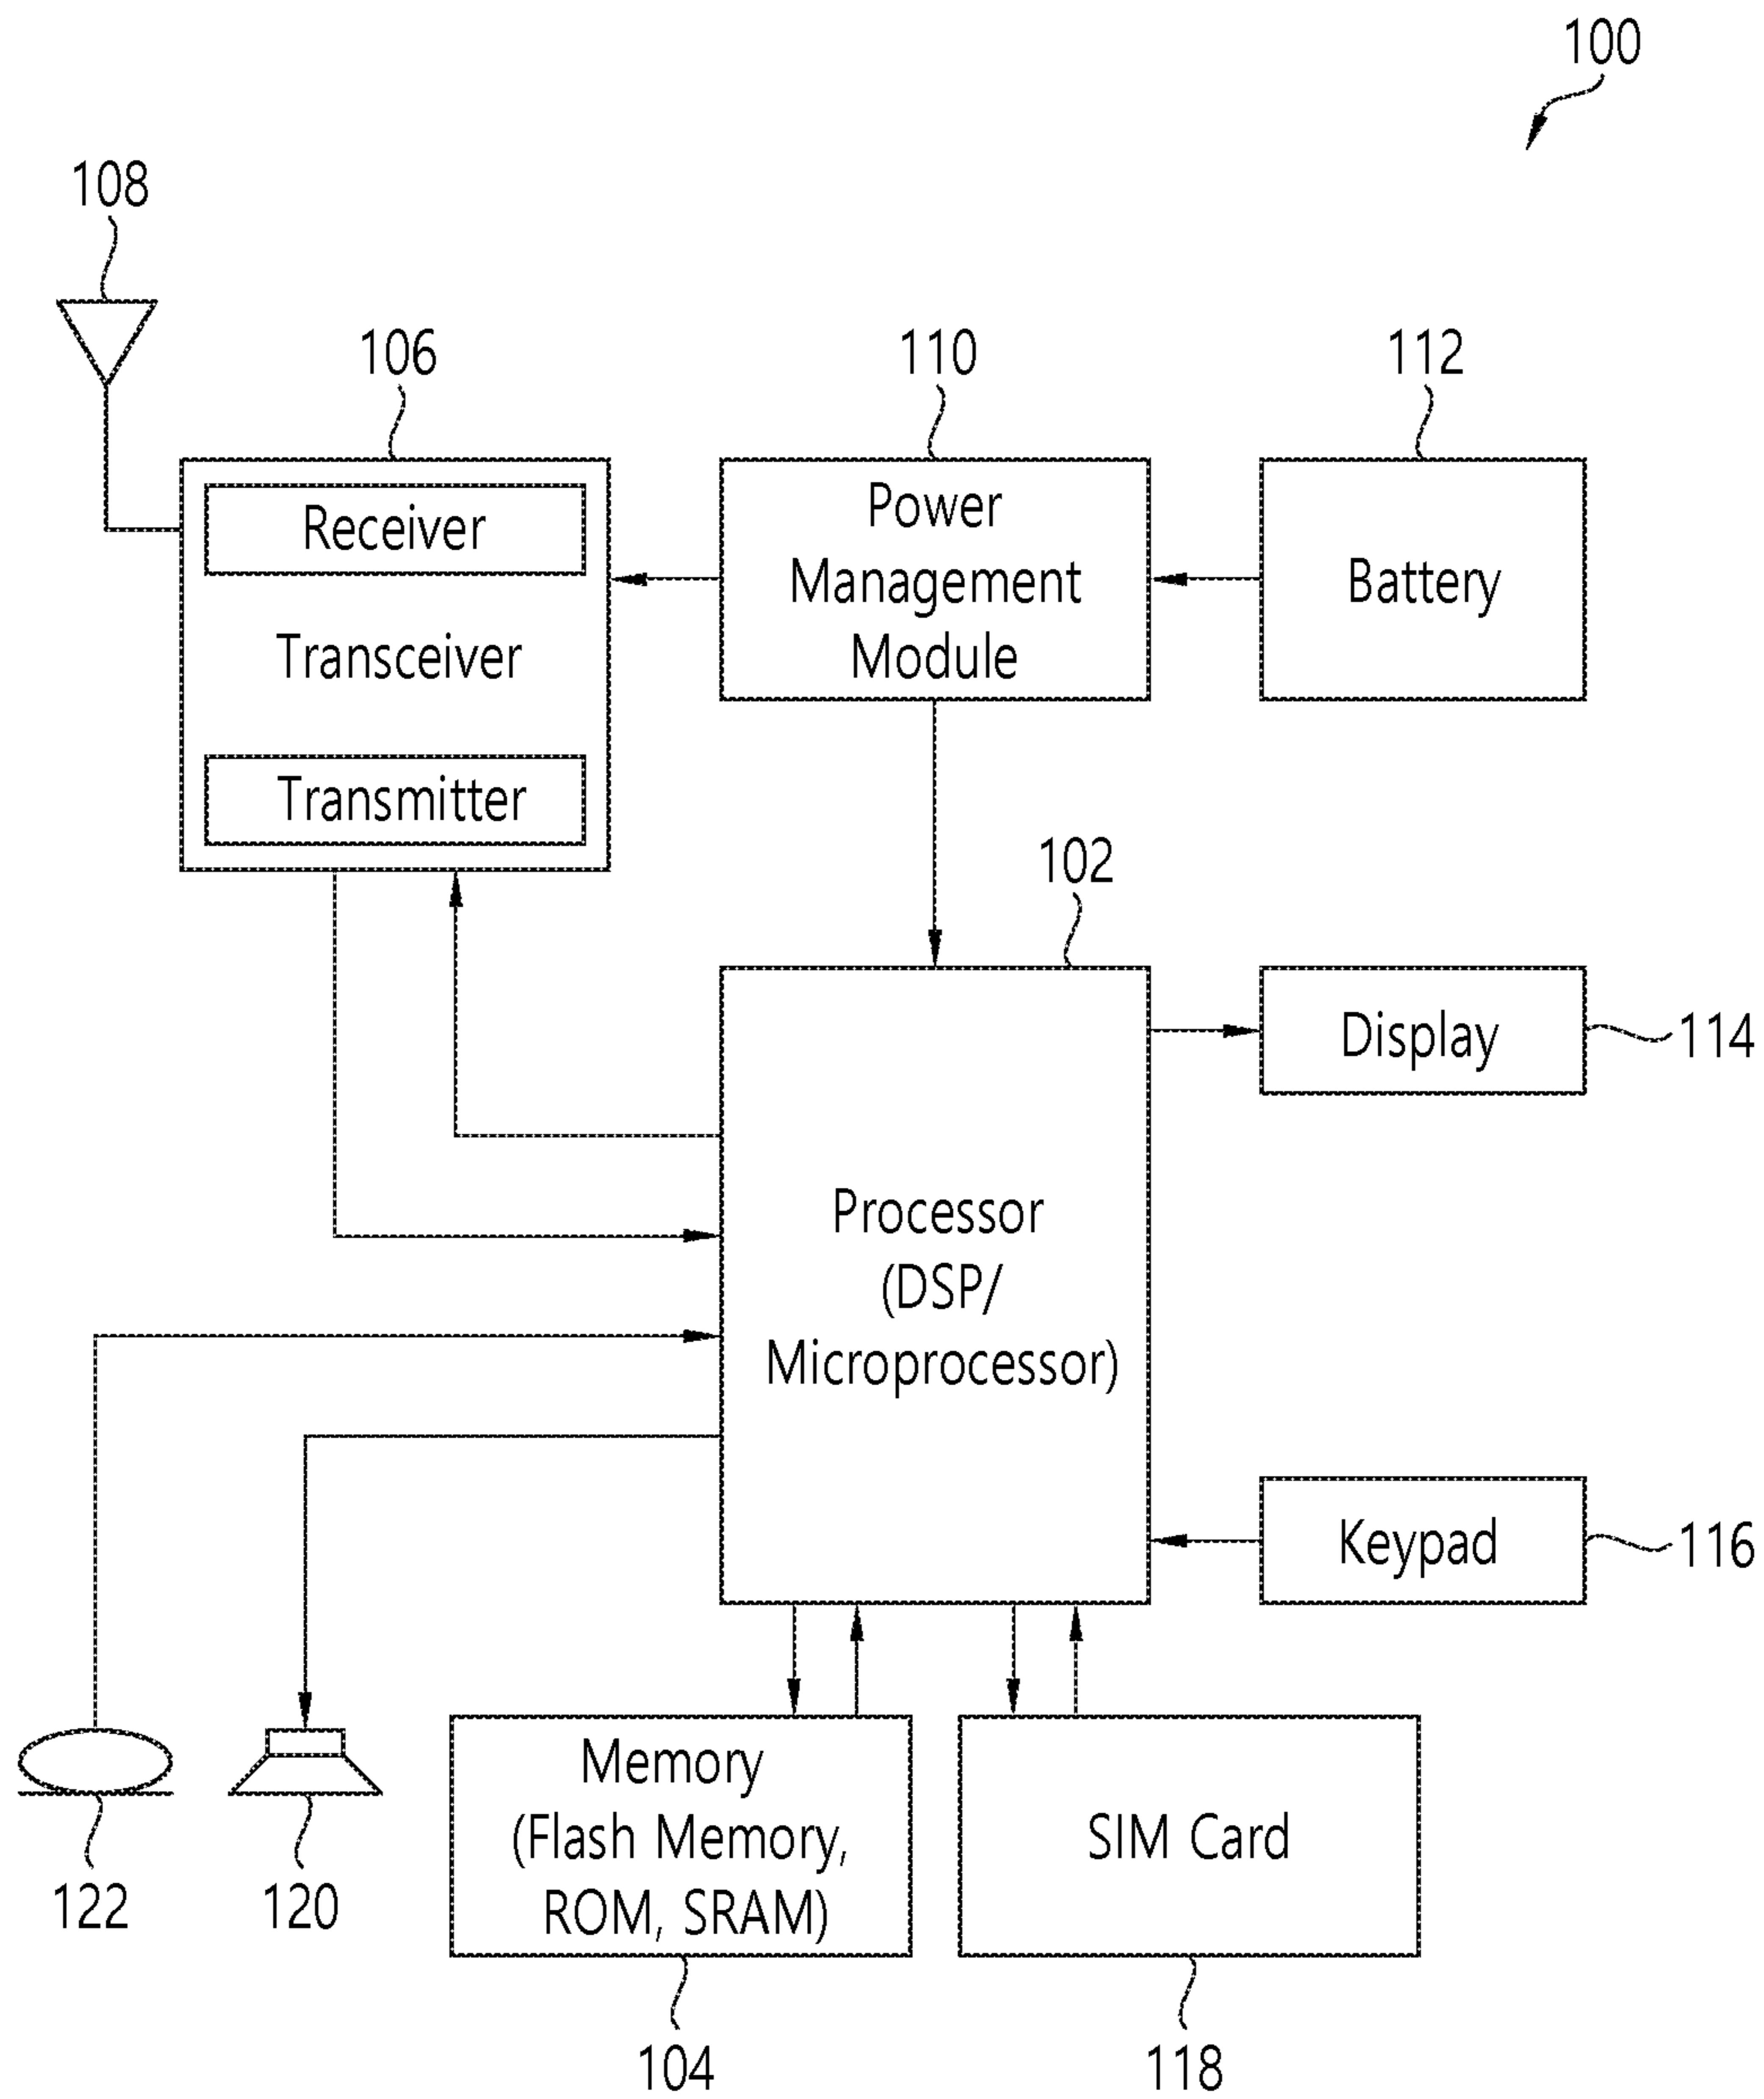 100
108
106
110
112
Receiver
Transceiver
Transmitter
Power
Management
Module
Battery
102
Display
114
Processor
(DSP/
Microprocessor)
Keypad
116
Memory
(Flash Memory,
ROM, SRAM)
SIM Card
122
120
104
118